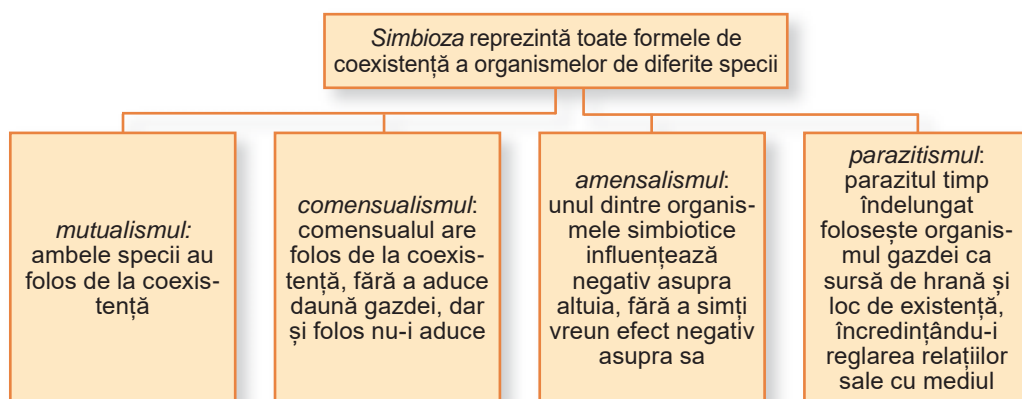 Simbioza reprezintă toate formele de
coexistență a organismelor de diferite specii
mutualismul:
ambele specii au
folos de la coexis-
tență
comensualismul:
comensualul are
folos de la coexis-
tență, fără a aduce
daună gazdei, dar
și folos nu-i aduce
amensalismul:
unul dintre organis-
mele simbiotice
influențează
negativ asupra
altuia, fără a simți
vreun efect negativ
asupra sa
parazitismul:
parazitul timp
îndelungat
folosește organis-
mul gazdei ca
sursă de hrană și
loc de existență,
încredințându-i
reglarea relațiilor
sale cu mediul